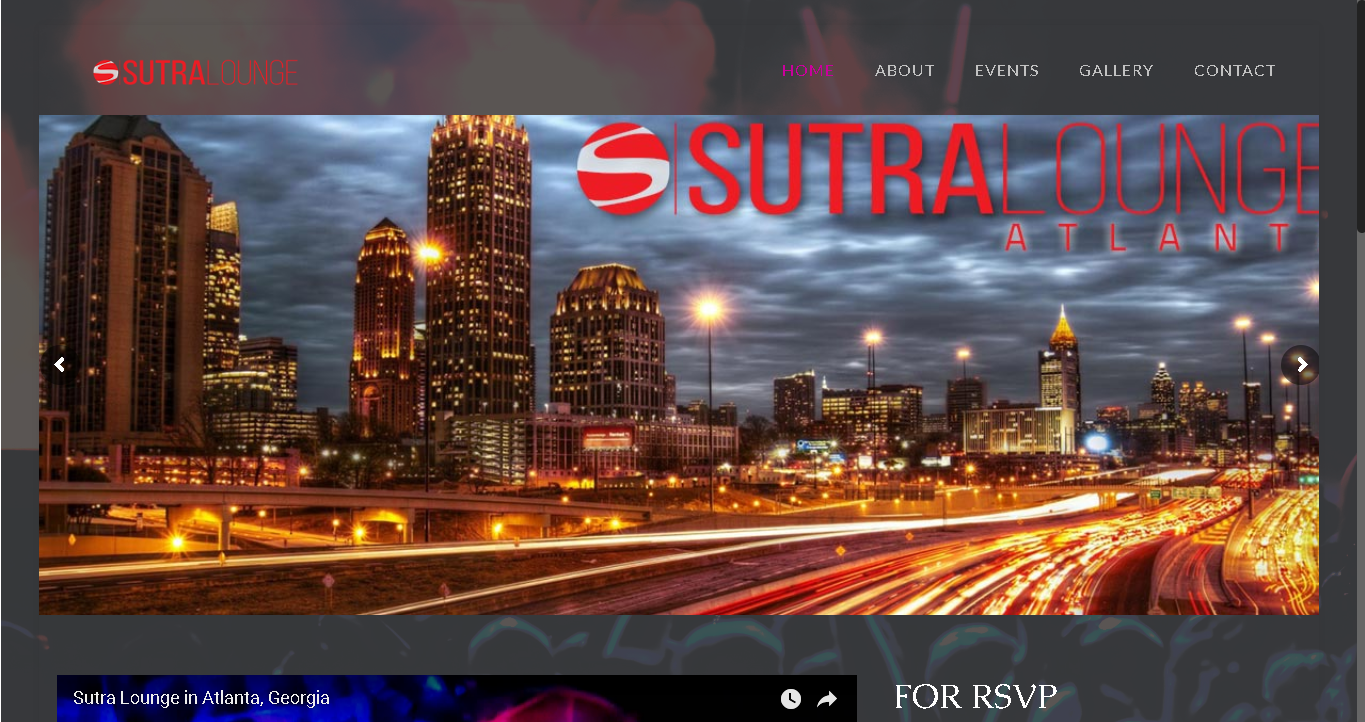 SUTRALOUNGE
HOME ABOUT EVENTS GALLERY CONTACT
SUTRALOUNGE
ATLANT
Sutra Lounge in Atlanta, Georgia
FOR RSVP